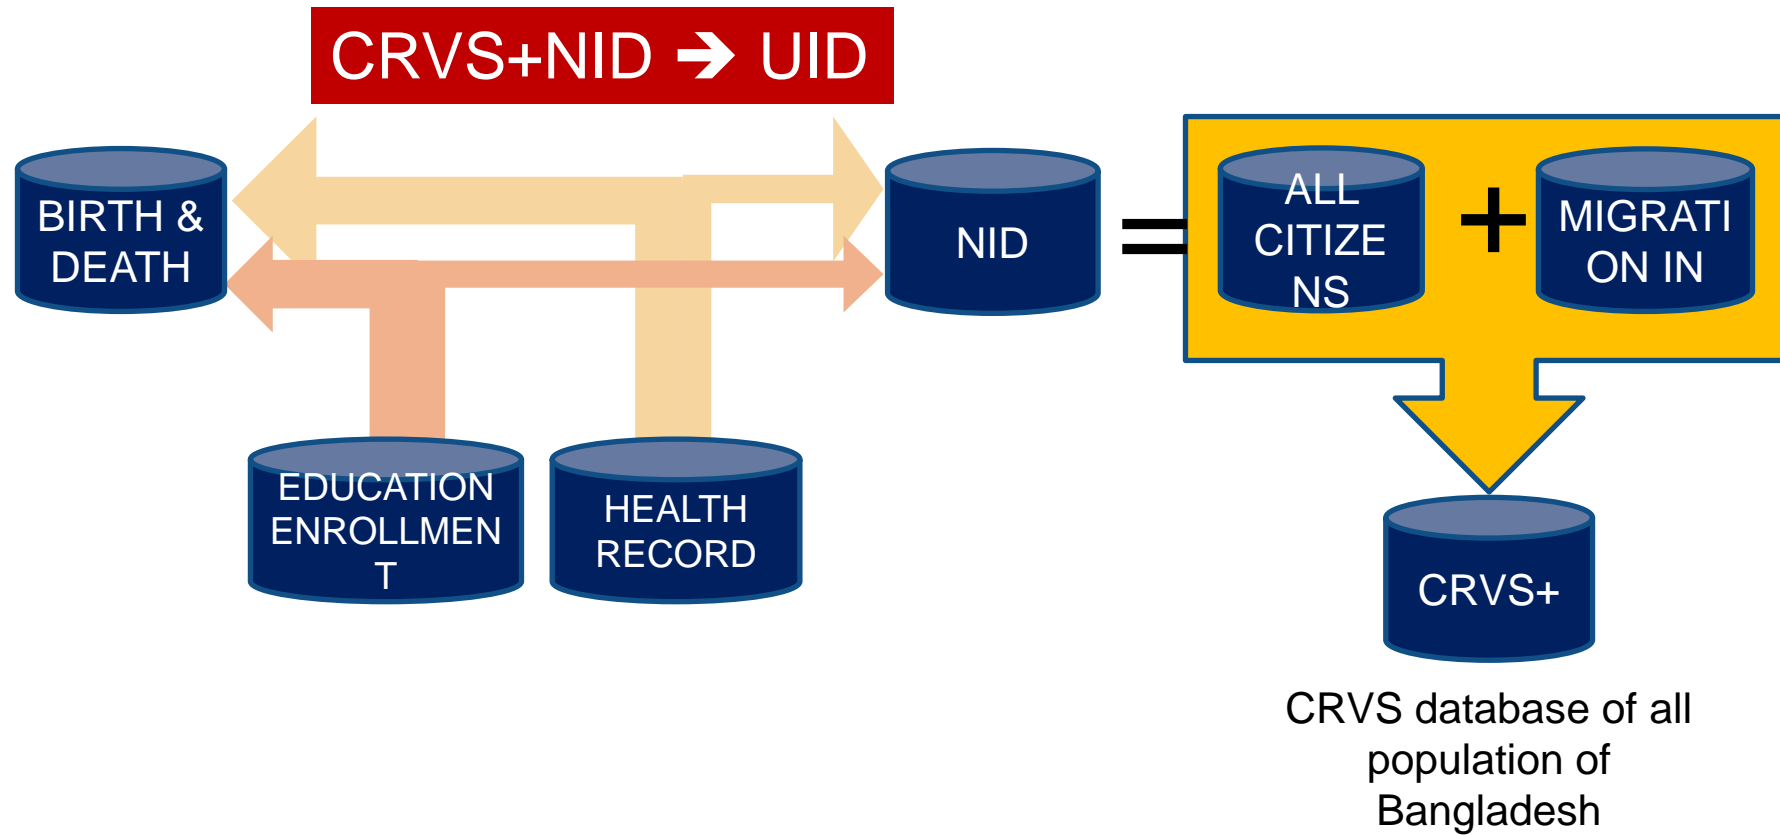 CRVS+NID ➔ UID
BIRTH &
DEATH
NID
=
ALL
CITIZE
NS
+
MIGRATI
ON IN
EDUCATION
ENROLLMEN
T
HEALTH
RECORD
CRVS+
CRVS database of all
population of
Bangladesh